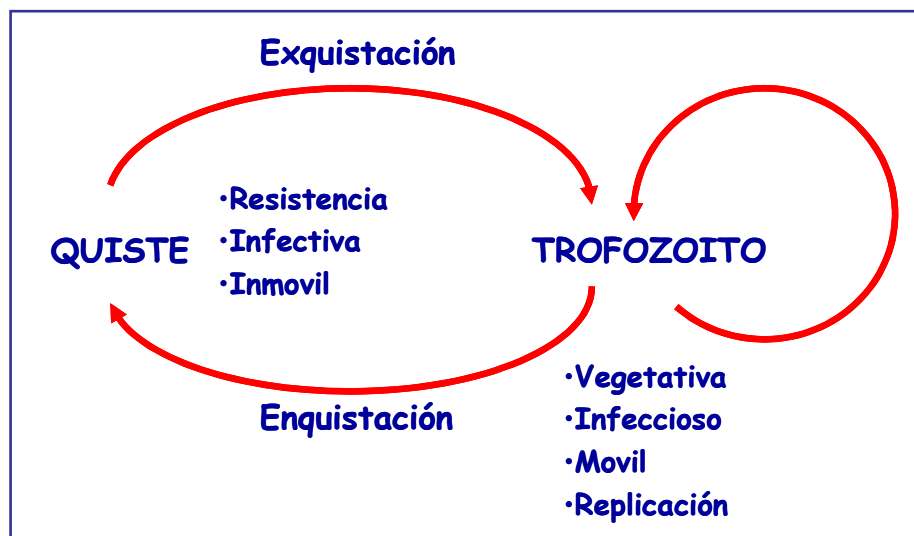 Exquistación
QUISTE
·Resistencia
·Infectiva
·Inmovil
TROFOZOITO
Enquistación
·Vegetativa
·Infeccioso
·Movil
·Replicación